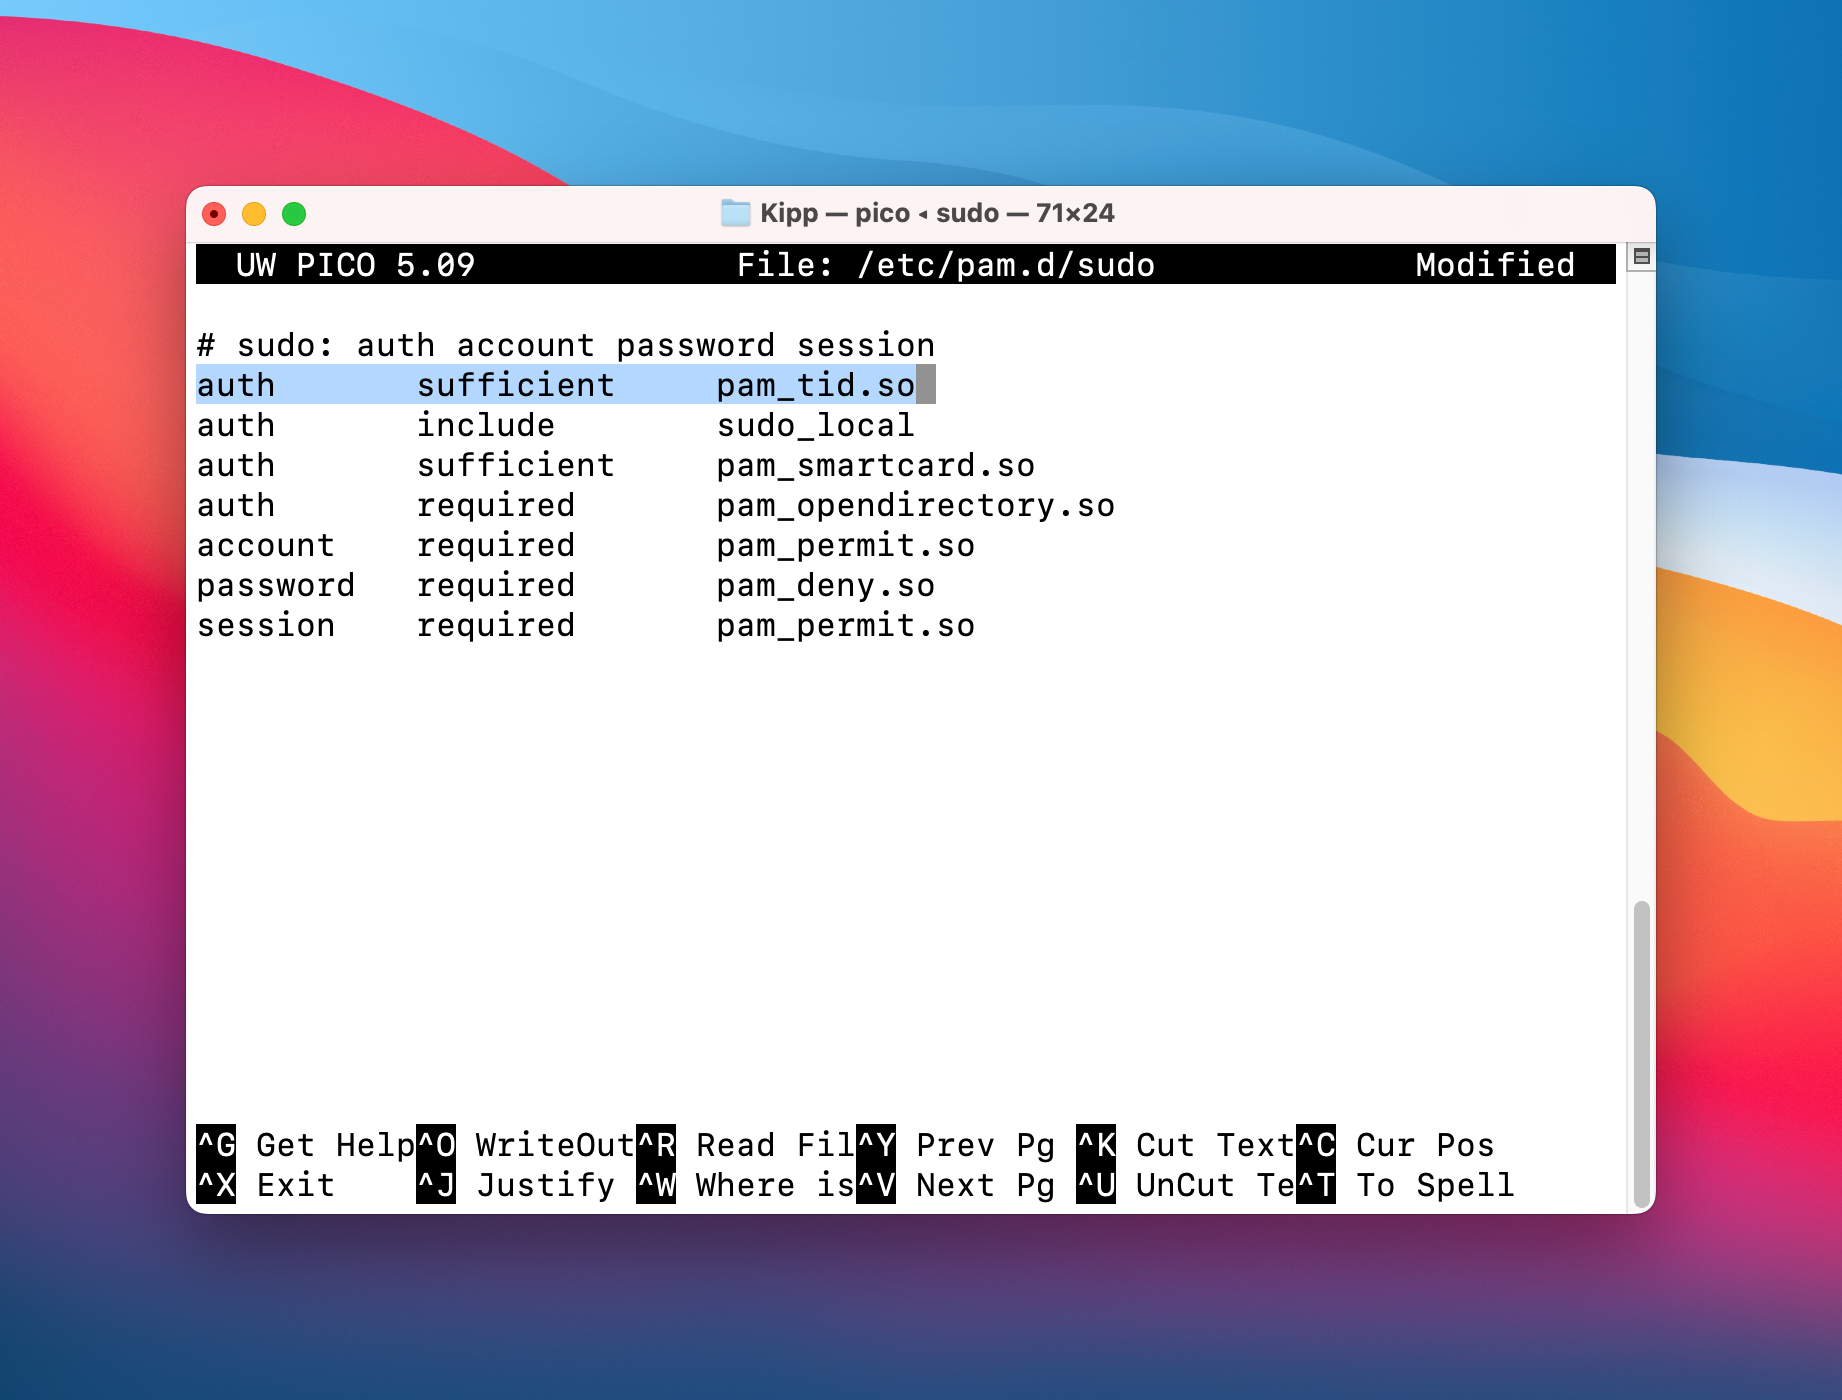 Kipp — pico ◂ sudo — 71×24
UW PICO 5.09 File: /etc/pam.d/sudo Modified
# sudo: auth account password session
auth sufficient pam_tid.so
auth include sudo_local
auth sufficient pam_smartcard.so
auth required pam_opendirectory.so
account required pam_permit.so
password required pam_deny.so
session required pam_permit.so
^G Get Help^O WriteOut^R Read Fil^Y Prev Pg ^K Cut Text^C Cur Pos
^X Exit ^J Justify ^W Where is^V Next Pg ^U UnCut Te^T To Spell